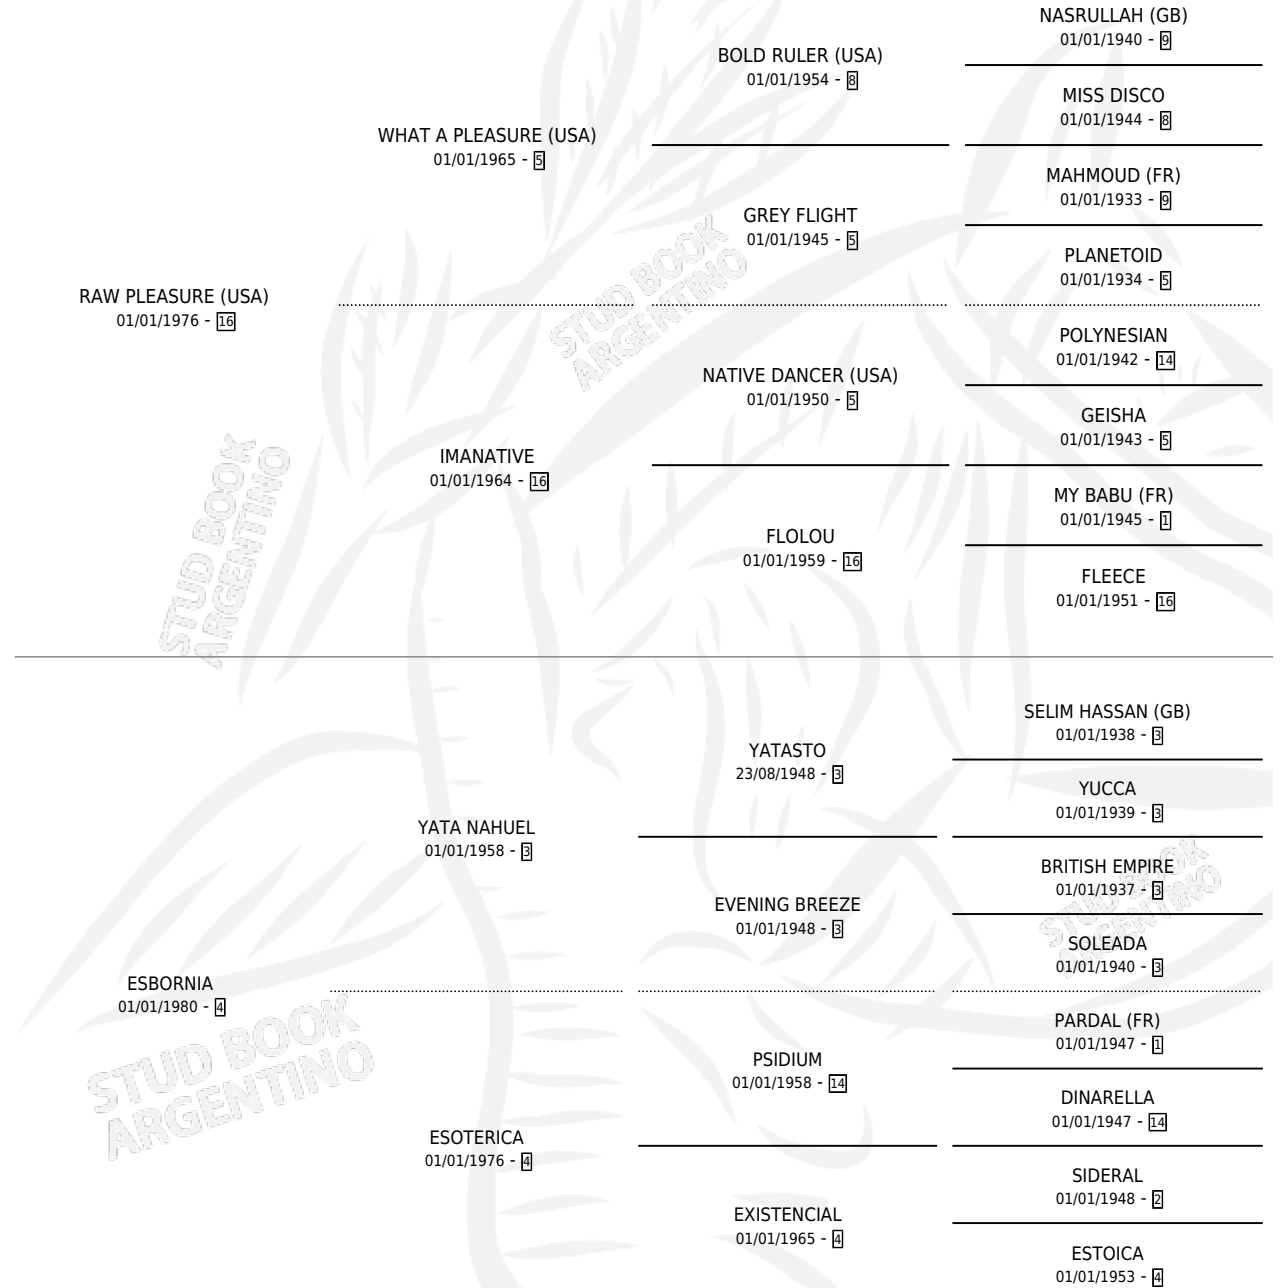 NASRULLAH (GB)
01/01/1940 - 9
BOLD RULER (USA)
01/01/1954 - 8
MISS DISCO
01/01/1944 - 8
WHAT A PLEASURE (USA)
01/01/1965 - 5
MAHMOUD (FR)
01/01/1933 - 9
GREY FLIGHT
01/01/1945 - 5
PLANETOID
01/01/1934 - 5
RAW PLEASURE (USA)
01/01/1976 - 16
POLYNESIAN
01/01/1942 - 14
NATIVE DANCER (USA)
01/01/1950 - 5
GEISHA
01/01/1943 - 5
IMANATIVE
01/01/1964 - 16
MY BABU (FR)
01/01/1945 - 1
FLOLOU
01/01/1959 - 16
FLEECE
01/01/1951 - 16
STUD BOOK
ARGENTINO
STUD BOOK
ARGENTINO
SELIM HASSAN (GB)
01/01/1938 - 3
YATASTO
23/08/1948 - 3
YUCCA
01/01/1939 - 3
YATA NAHUEL
01/01/1958 - 3
BRITISH EMPIRE
01/01/1937 - 3
EVENING BREEZE
01/01/1948 - 3
SOLEADA
01/01/1940 - 3
ESBORNIA
01/01/1980 - 4
PARDAL (FR)
01/01/1947 - 1
PSIDIUM
01/01/1958 - 14
DINARELLA
01/01/1947 - 14
ESOTERICA
01/01/1976 - 4
SIDERAL
01/01/1948 - 2
EXISTENCIAL
01/01/1965 - 4
ESTOICA
01/01/1953 - 4
STUD BOOK
ARGENTINO
STUD BOOK
ARGENTINO